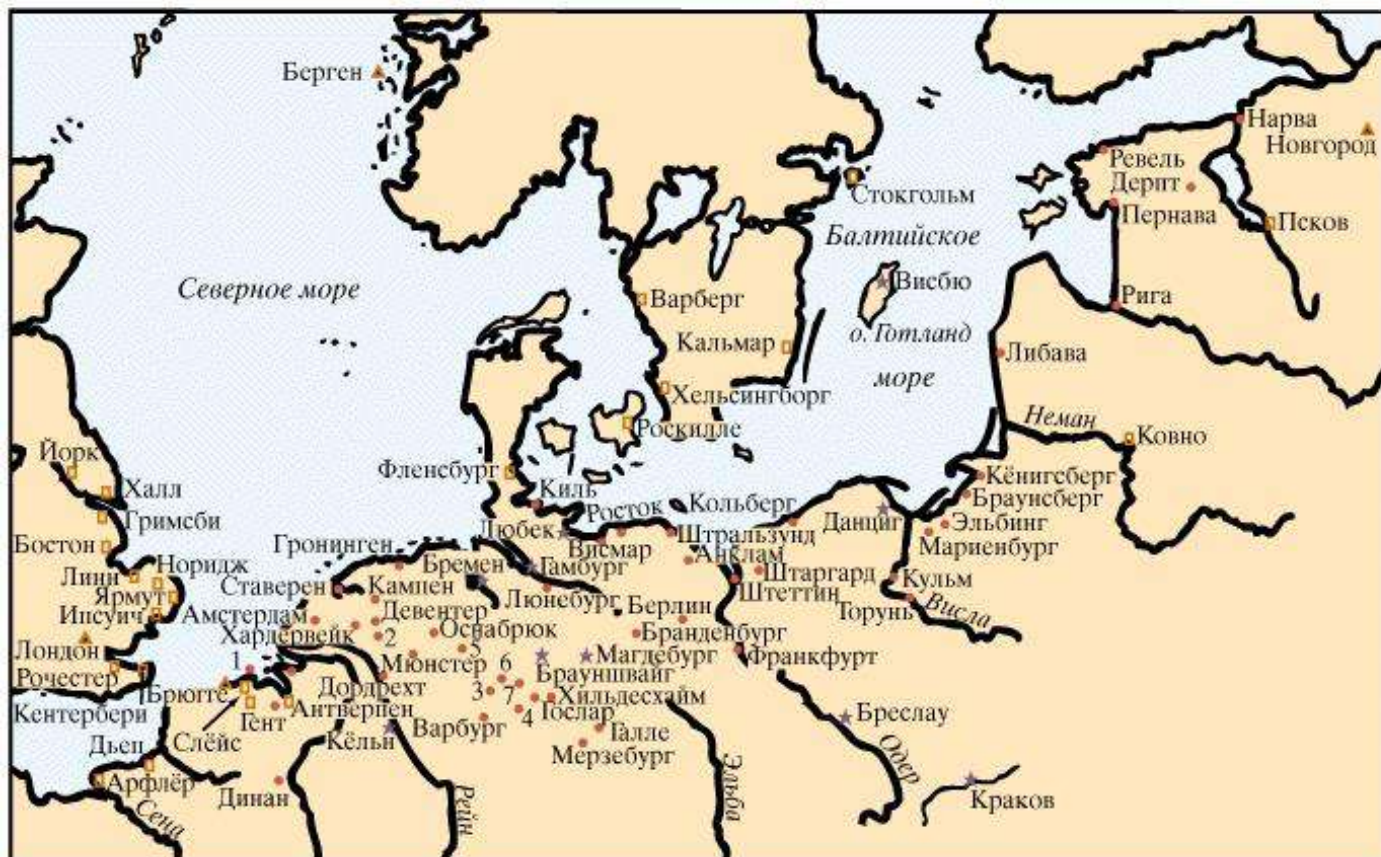 Берген
Нарва
Новгород
Ревель
Дерпт
Стокгольм
Пернава
Псков
Балтийское
Северное море
Висбю
Варберг
Рига
о. Готланд
Кальмар
Либава
море
Хельсингборг
Неман
Роскилле
Ковно
Йорк
Фленсбург
Кёнигсберг
Халл
Киль
Кольберг
Браунсберг
Росток
Гримсби
Данциг
Эльбинг
Любек
Штральзунд
Мариенбург
Бостон
Гронинген
Висмар
Анклам
Норидж
Бремен
Гамбург
Линн
Штаргард
Кульм
Ставерен
Кампен
Люнебург
Штеттин
Ярмут
Висла
Ипсуич
Амстердам
Девентер
Берлин
Торунь
Хардервейк
2
Оснабрюк
Бранденбург
Лондон
1
5
Мюнстер
6
Магдебург
Франкфурт
Рочестер
Брауншвайг
Брюгге
Дордрехт
3
7
Хильдесхайм
Кентербери
Гент
Антверпен
4
Гослар
Бреслау
Слёйс
Варбург
Галле
Дьеп
Кёльн
Мерзебург
Одер
Арфлёр
Динан
Эльба
Краков
Рейн
Сена